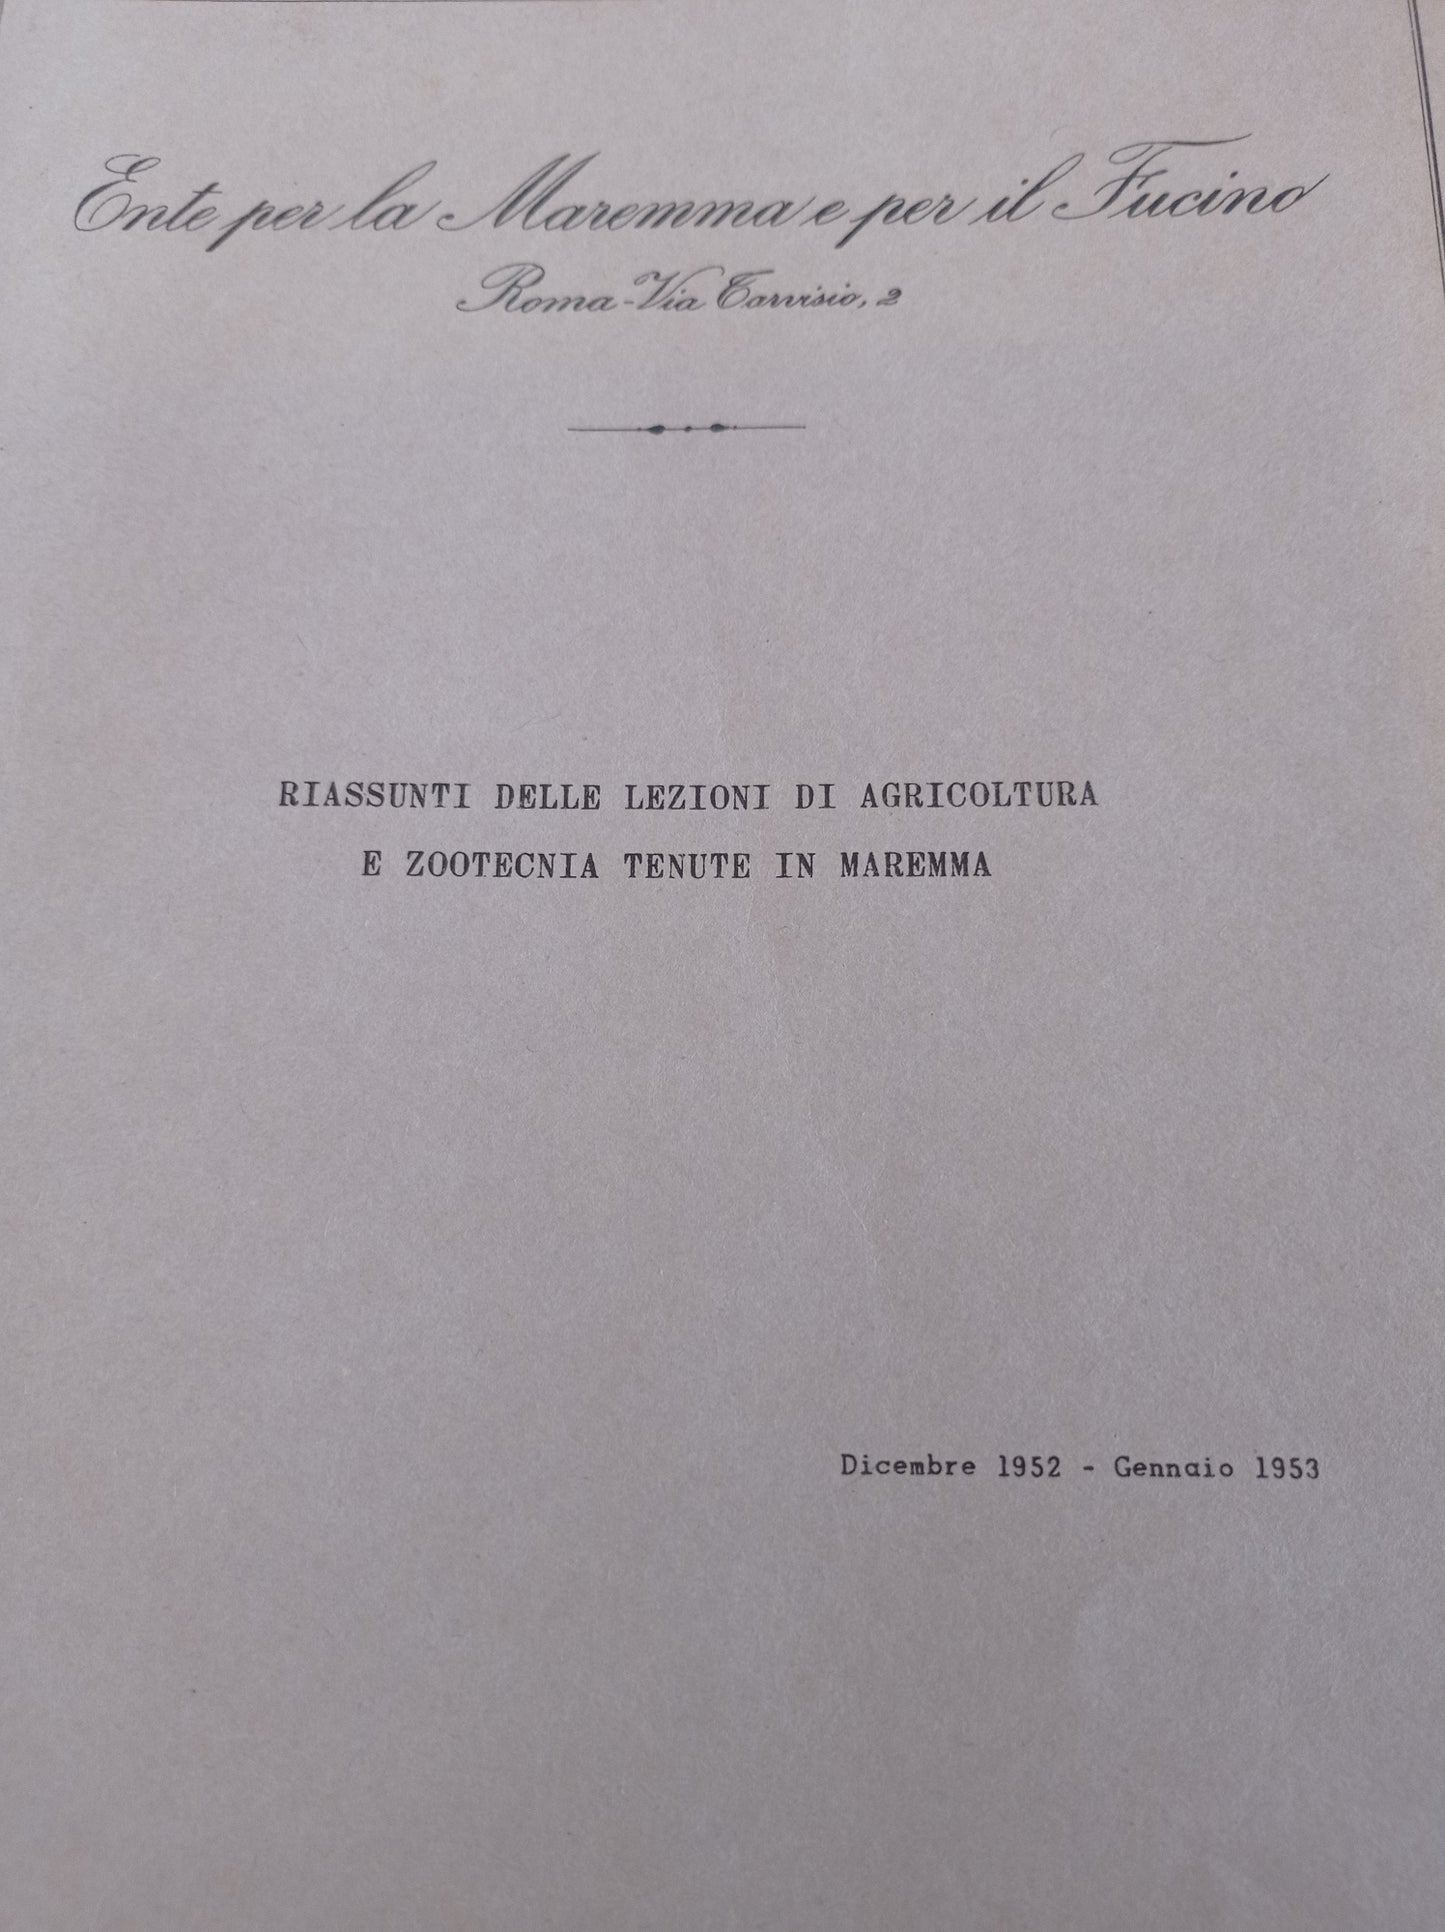 Ente per la Maremma e per il Fucino
Roma - Via Tarvisio, 2
RIASSUNTI DELLE LEZIONI DI AGRICOLTURA
E ZOOTECNIA TENUTE IN MAREMMA
Dicembre 1952 - Gennaio 1953